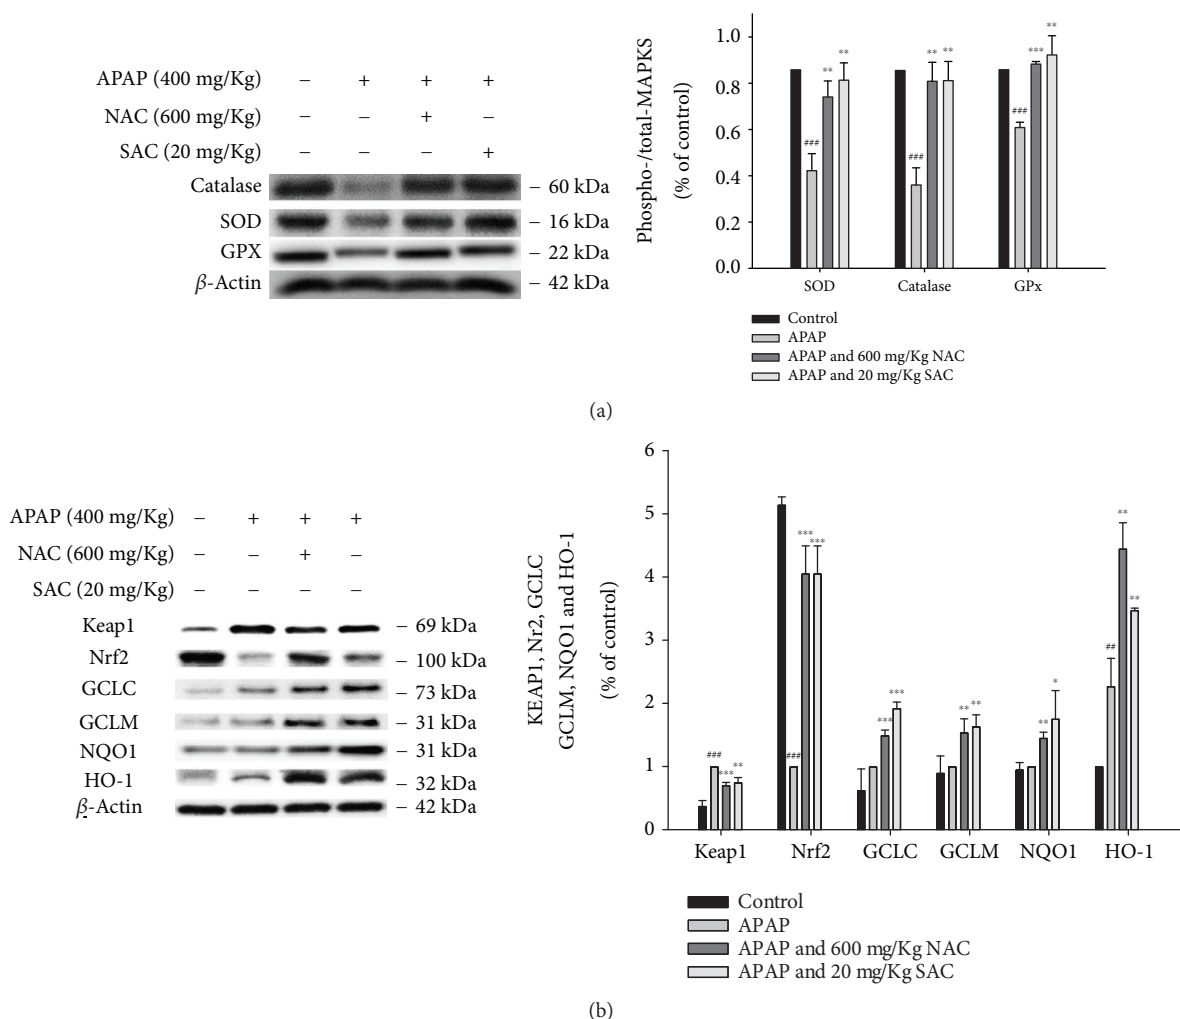 APAP (400 mg/Kg) – + + +
NAC (600 mg/Kg) – – + –
SAC (20 mg/Kg) – – – +
Catalase – 60 kDa
SOD – 16 kDa
GPX – 22 kDa
β-Actin – 42 kDa
Phospho-/total-MAPKS
(% of control)
1.0
0.8
0.6
0.4
0.2
0.0
### ** **
### ** **
### *** **
SOD Catalase GPx
Control
APAP
APAP and 600 mg/Kg NAC
APAP and 20 mg/Kg SAC
(a)
APAP (400 mg/Kg) – + + +
NAC (600 mg/Kg) – – + –
SAC (20 mg/Kg) – – – –
Keap1 – 69 kDa
Nrf2 – 100 kDa
GCLC – 73 kDa
GCLM – 31 kDa
NQO1 – 31 kDa
HO-1 – 32 kDa
β-Actin – 42 kDa
KEAP1, Nr2, GCLC
GCLM, NQO1 and HO-1
(% of control)
6
5
4
3
2
1
0
### *** **
### *** ***
*** ***
** **
** *
## ** **
Keap1 Nrf2 GCLC GCLM NQO1 HO-1
Control
APAP
APAP and 600 mg/Kg NAC
APAP and 20 mg/Kg SAC
(b)